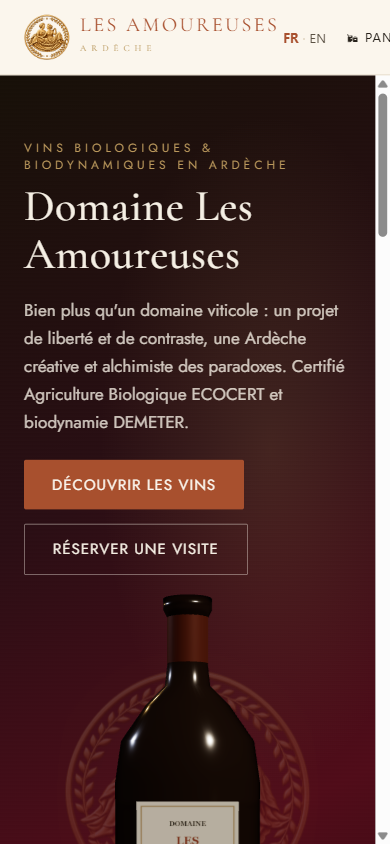 LES AMOUREUSES
ARDÈCHE
FR · EN
PAN
VINS BIOLOGIQUES &
BIODYNAMIQUES EN ARDÈCHE
Domaine Les
Amoureuses
Bien plus qu'un domaine viticole : un projet
de liberté et de contraste, une Ardèche
créative et alchimiste des paradoxes. Certifié
Agriculture Biologique ECOCERT et
biodynamie DEMETER.
DÉCOUVRIR LES VINS
RÉSERVER UNE VISITE
DOMAINE
LES